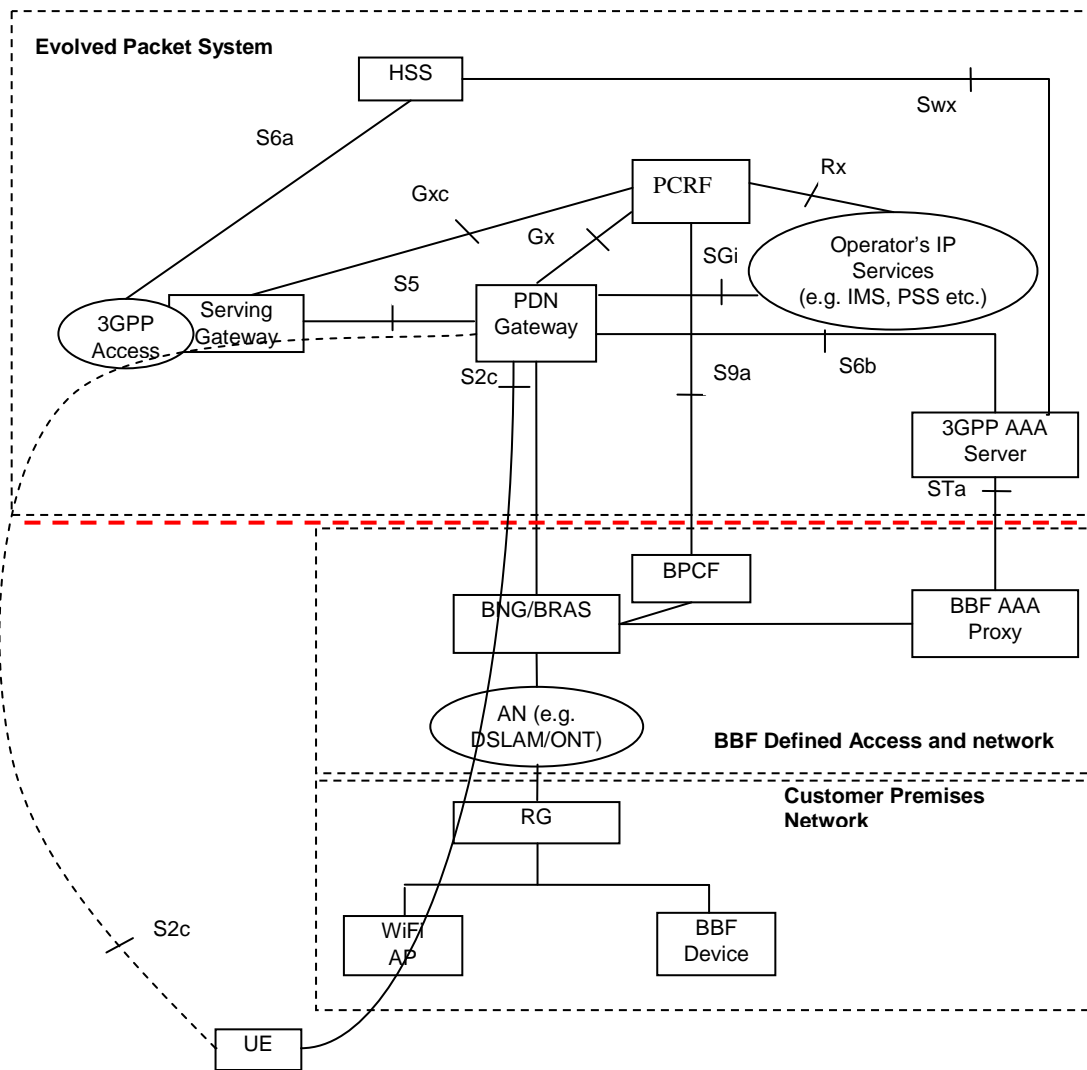 Evolved Packet System
HSS
Swx
S6a
PCRF
Rx
Gxc
Gx
SGi
Operator's IP
Services
(e.g. IMS, PSS etc.)
S5
3GPP
Access
Serving
Gateway
PDN
Gateway
S6b
S2c
S9a
3GPP AAA
Server
STa
BPCF
BNG/BRAS
BBF AAA
Proxy
AN (e.g.
DSLAM/ONT)
BBF Defined Access and network
Customer Premises
Network
RG
WiFi
AP
BBF
Device
S2c
UE